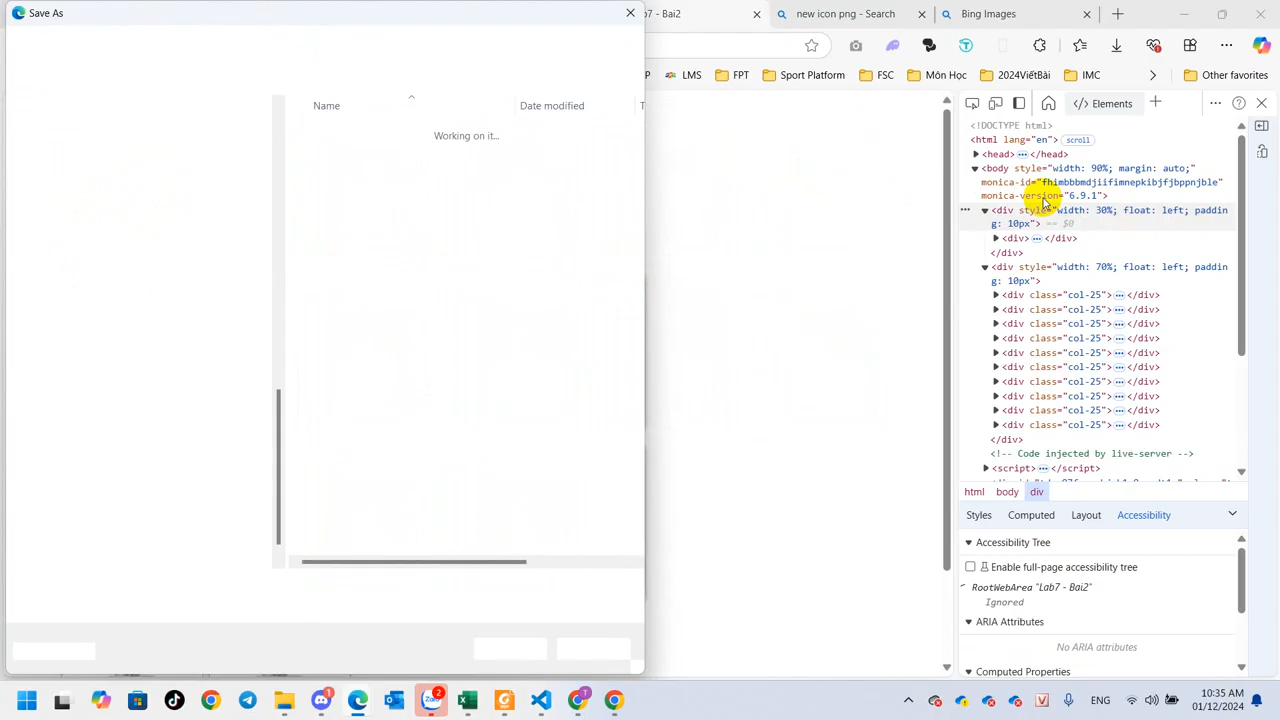 Save As
b7 - Bai2
new icon png - Search
Bing Images
P
LMS
FPT
Sport Platform
FSC
Môn Học
2024ViếtBài
IMC
Other favorites
Name
Date modified
T
Working on it...
Elements
<!DOCTYPE html>
<html lang="en"> scroll
<head> ••• </head>
<body style="width: 90%; margin: auto;"
monica-id="fhimbbbmdjiifimnepkibjfjbppnjble"
monica-version="6.9.1">
<div style="width: 30%; float: left; paddin
g: 10px"> == $0
<div> ••• </div>
</div>
<div style="width: 70%; float: left; paddin
g: 10px">
<div class="col-25"> ••• </div>
<div class="col-25"> ••• </div>
<div class="col-25"> ••• </div>
<div class="col-25"> ••• </div>
<div class="col-25"> ••• </div>
<div class="col-25"> ••• </div>
<div class="col-25"> ••• </div>
<div class="col-25"> ••• </div>
<div class="col-25"> ••• </div>
<div class="col-25"> ••• </div>
</div>
<!-- Code injected by live-server -->
<script> ••• </script>
html
body
div
Styles
Computed
Layout
Accessibility
Accessibility Tree
Enable full-page accessibility tree
RootWebArea "Lab7 - Bai2"
Ignored
ARIA Attributes
No ARIA attributes
Computed Properties
9
Zalo
2
T
V
ENG
10:35 AM
01/12/2024